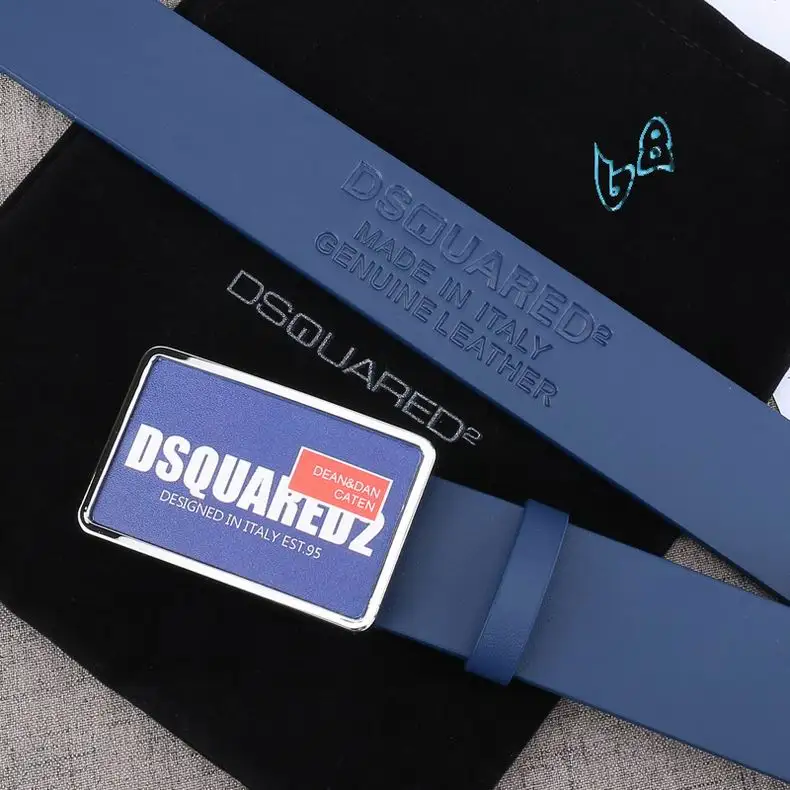 DSQUARED²
MADE IN ITALY
GENUINE LEATHER
DSQUARED²
DSQUARED2
DEAN&DAN
CATEN
DESIGNED IN ITALY EST.95